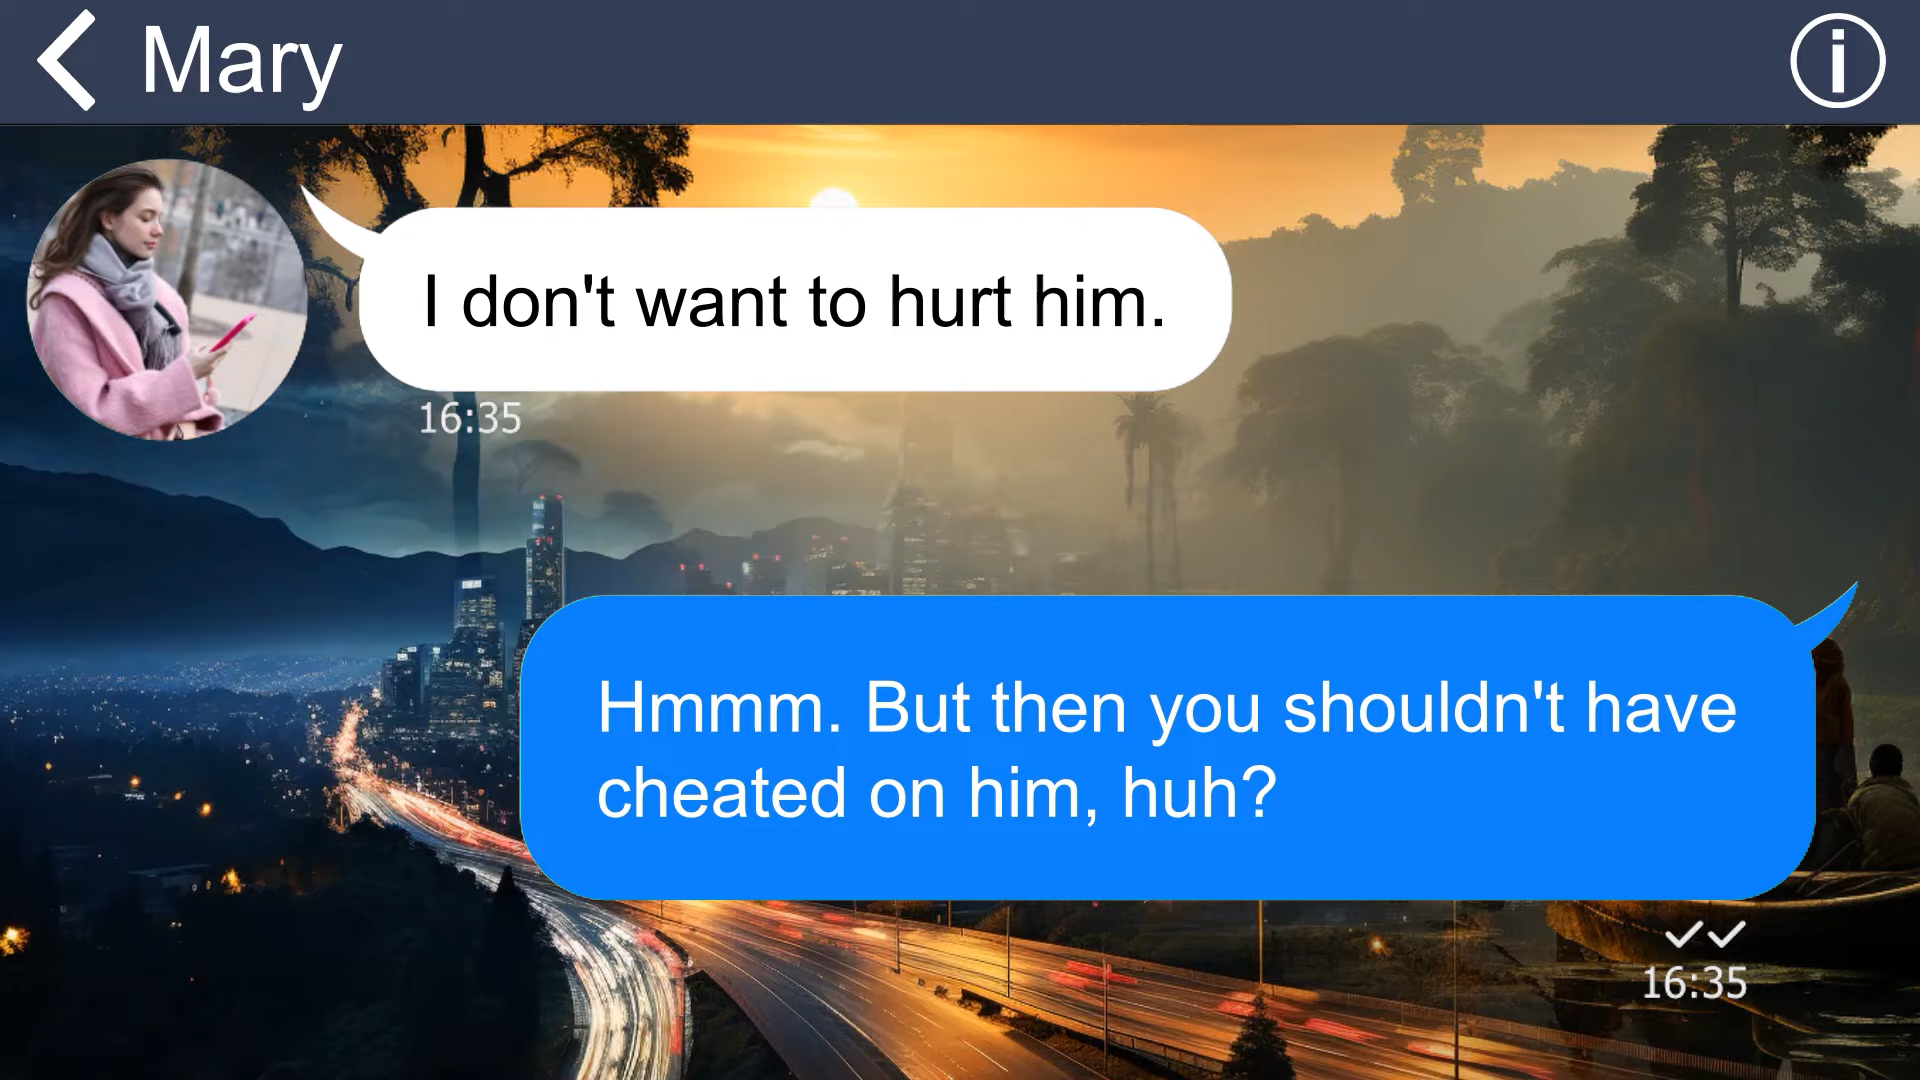 Mary
I don't want to hurt him.
16:35
Hmmm. But then you shouldn't have
cheated on him, huh?
16:35